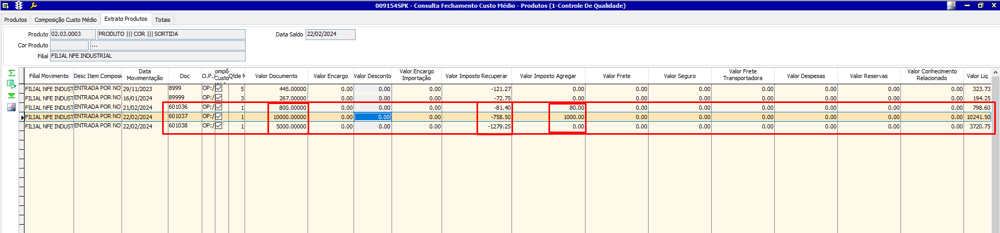 009154SPK - Consulta Fechamento Custo Médio - Produtos (1-Controle De Qualidade)
Produtos Composição Custo Médio Extrato Produtos Totais
Produto 02.03.0003 PRODUTO ||| COR ||| SORTIDA Data Saldo 22/02/2024
Cor Produto ...
Filial FILIAL NFE INDUSTRIAL
Filial Movimento Desc Item Composi Data Movimentação Doc O.P./ ompõ Custo Médi Qtde M Valor Documento Valor Encargo Valor Desconto Valor Encargo Importação Valor Imposto Recuperar Valor Imposto Agregar Valor Frete Valor Seguro Valor Frete Transportadora Valor Despesas Valor Reservas Valor Conhecimento Relacionado Valor Liq
FILIAL NFE INDUST ENTRADA POR NO 29/11/2023 8999 OP:/ 5 445.00000 0.00 0.00 0.00 -121.27 0.00 0.00 0.00 0.00 0.00 0.00 0.00 323.73
FILIAL NFE INDUST ENTRADA POR NO 16/01/2024 89999 OP:/ 3 267.00000 0.00 0.00 0.00 -72.75 0.00 0.00 0.00 0.00 0.00 0.00 0.00 194.25
FILIAL NFE INDUST ENTRADA POR NO 21/02/2024 601036 OP:/ 1 800.00000 0.00 0.00 0.00 -81.40 80.00 0.00 0.00 0.00 0.00 0.00 0.00 798.60
FILIAL NFE INDUST ENTRADA POR NO 22/02/2024 601037 OP:/ 1 10000.00000 0.00 0.00 0.00 -758.50 1000.00 0.00 0.00 0.00 0.00 0.00 0.00 10241.50
FILIAL NFE INDUST ENTRADA POR NO 22/02/2024 601038 OP:/ 1 5000.00000 0.00 0.00 0.00 -1279.25 0.00 0.00 0.00 0.00 0.00 0.00 0.00 3720.75